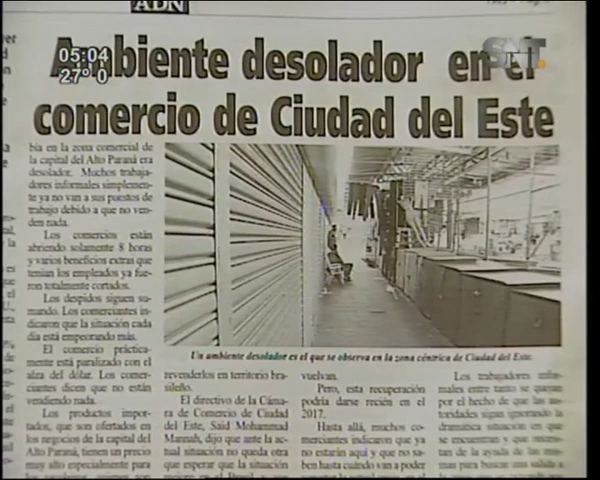 ADN
05:04
27° 0
SNT.
Ambiente desolador en el
comercio de Ciudad del Este
bía en la zona comercial de
la capital del Alto Paraná era
desolador. Muchos trabaja-
dores informales simplemen-
te ya no van a sus puestos de
trabajo debido a que no ven-
den nada.
Los comercios están
abriendo solamente 8 horas
y varios beneficios extras que
tenían los empleados ya fue-
ron totalmente cortados.
Los despidos siguen su-
mando. Los comerciantes in-
dicaron que la situación cada
día está empeorando más.
El comercio práctica-
mente está paralizado con el
alza del dólar. Los comer-
ciantes dicen que no están
vendiendo nada.
Los productos impor-
tados, que son ofertados en
los negocios de la capital del
Alto Paraná, tienen un precio
muy alto especialmente para
Un ambiente desolador es el que se observa en la zona céntrica de Ciudad del Este.
revenderlos en territorio bra-
sileño.
El directivo de la Cáma-
ra de Comercio de Ciudad
del Este, Said Mohammad
Mannah, dijo que ante la ac-
tual situación no queda otra
que esperar que la situación
vuelvan.
Pero, esta recuperación
podría darse recién en el
2017.
Hasta allá, muchos co-
merciantes indicaron que ya
no estarán aquí y que no sa-
ben hasta cuándo van a poder
Los trabajadores infor-
males entre tanto se quejan
por el hecho de que las au-
toridades siguen ignorando la
dramática situación en que
se encuentran y que necesi-
tan de la ayuda de los mis-
mos para buscar una salida a